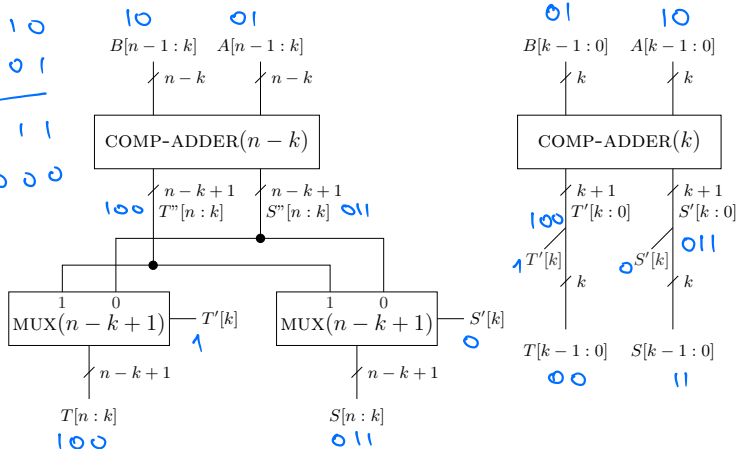 10 01 01 10
10
01
11
000
B[n − 1 : k] A[n − 1 : k] B[k − 1 : 0] A[k − 1 : 0]
n − k n − k k k
COMP-ADDER(n − k) COMP-ADDER(k)
n − k + 1 n − k + 1 k + 1 k + 1
100 T”[n : k] S”[n : k] 011 T′[k : 0] S′[k : 0]
100 011
1 T′[k] 0 S′[k]
k k
1 0 1 0
MUX(n − k + 1) T′[k] MUX(n − k + 1) S′[k]
1 0
T[k − 1 : 0] S[k − 1 : 0]
n − k + 1 n − k + 1 00 11
T[n : k] S[n : k]
100 011